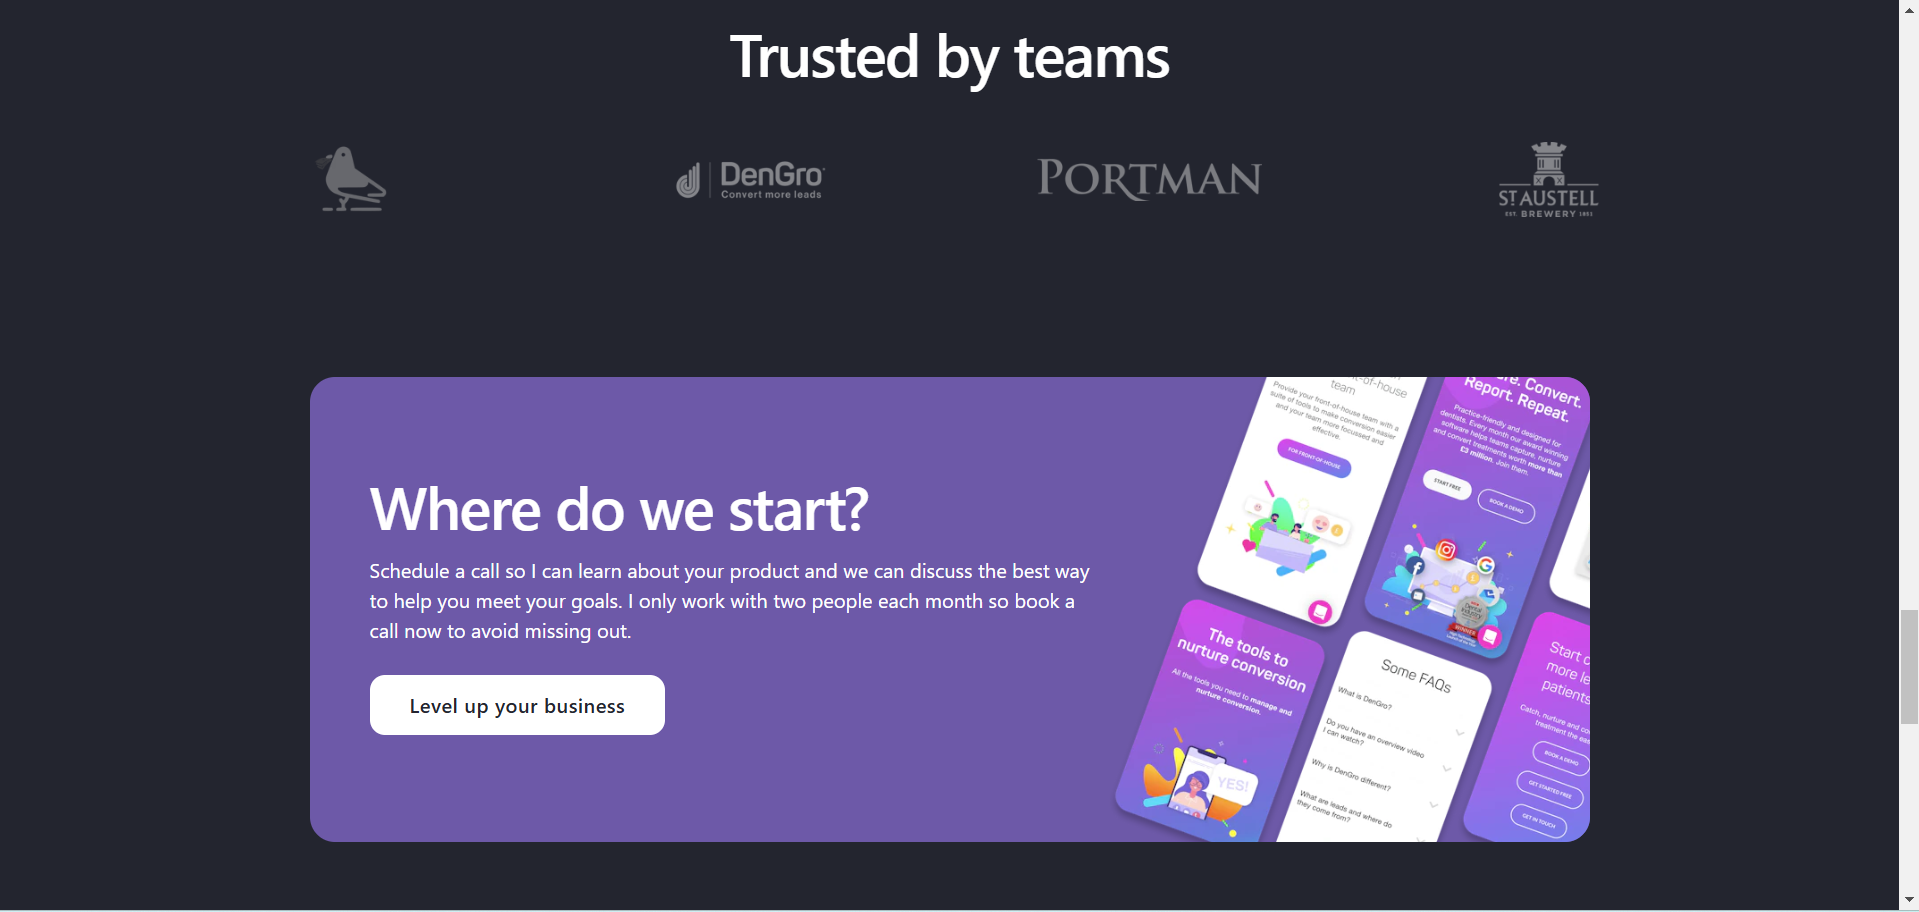 Trusted by teams
DenGro
Convert more leads
PORTMAN
ST AUSTELL
EST. BREWERY 1851
Where do we start?
Schedule a call so I can learn about your product and we can discuss the best way
to help you meet your goals. I only work with two people each month so book a
call now to avoid missing out.
Level up your business
t-of-house
team
Provide your front-of-house team with a
suite of tools to make conversion easier
and your team more focussed and
effective.
FOR FRONT-OF-HOUSE
re. Convert.
Report. Repeat.
Practice-friendly and designed for
dentists. Every month our award winning
software helps teams capture, nurture
and convert treatments worth more than
£3 million. Join them.
START FREE
BOOK A DEMO
Dental
Industry
WINNER
The tools to
nurture conversion
All the tools you need to manage and
nurture conversion.
YES!
Some FAQs
What is DenGro?
Do you have an overview video
I can watch?
Why is DenGro different?
What are leads and where do
they come from?
Start c
more le
patients
Catch, nurture and co
treatment the eas
BOOK A DEMO
GET STARTED FREE
GET IN TOUCH